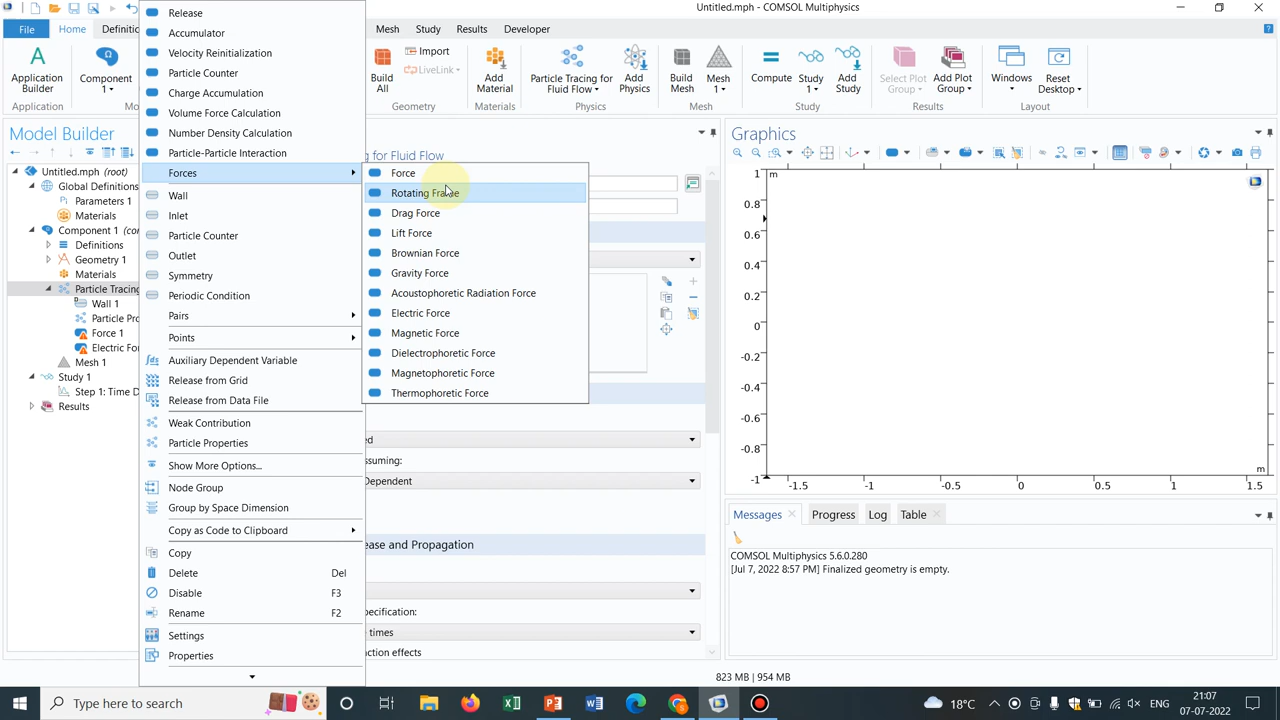 Untitled.mph - COMSOL Multiphysics
File
Home
Definiti
Mesh
Study
Results
Developer
Application Builder
Component 1
Build All
Import
LiveLink
Add Material
Particle Tracing for Fluid Flow
Add Physics
Build Mesh
Mesh 1
Compute
Study 1
Add Study
Select Plot Group
Add Plot Group
Windows
Reset Desktop
Application
Mo
Geometry
Materials
Physics
Mesh
Study
Results
Layout
Model Builder
Untitled.mph (root)
Global Definitions
Parameters 1
Materials
Component 1
Definitions
Geometry 1
Materials
Particle Tracing
Wall 1
Particle Pro
Force 1
Electric For
Mesh 1
Study 1
Step 1: Time D
Results
Release
Accumulator
Velocity Reinitialization
Particle Counter
Charge Accumulation
Volume Force Calculation
Number Density Calculation
Particle-Particle Interaction
Forces
Wall
Inlet
Particle Counter
Outlet
Symmetry
Periodic Condition
Pairs
Points
Auxiliary Dependent Variable
Release from Grid
Release from Data File
Weak Contribution
Particle Properties
Show More Options...
Node Group
Group by Space Dimension
Copy as Code to Clipboard
Copy
Delete Del
Disable F3
Rename F2
Settings
Properties
g for Fluid Flow
Force
Rotating Frame
Drag Force
Lift Force
Brownian Force
Gravity Force
Acoustophoretic Radiation Force
Electric Force
Magnetic Force
Dielectrophoretic Force
Magnetophoretic Force
Thermophoretic Force
ed
ssuming:
Dependent
ease and Propagation
pecification:
times
ction effects
Graphics
m
1
0.8
0.6
0.4
0.2
0
-0.2
-0.4
-0.6
-0.8
-1
m
-1.5 -1 -0.5 0 0.5 1 1.5
Messages
Progress
Log
Table
COMSOL Multiphysics 5.6.0.280
[Jul 7, 2022 8:57 PM] Finalized geometry is empty.
823 MB | 954 MB
Type here to search
18°C
ENG
21:07
07-07-2022